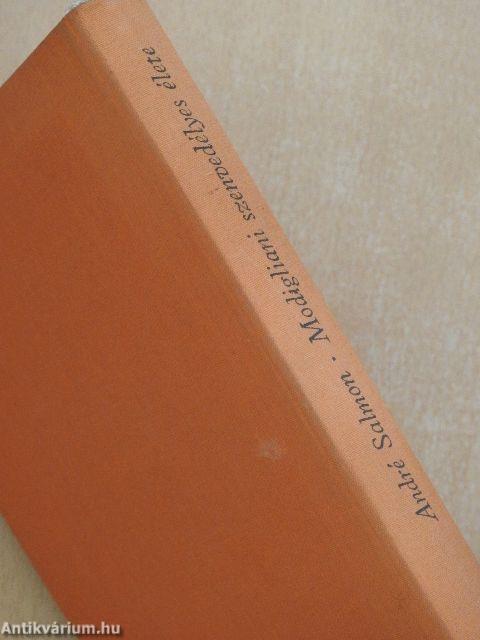 André Salmon · Modigliani szenvedélyes élete
Antikvárium.hu